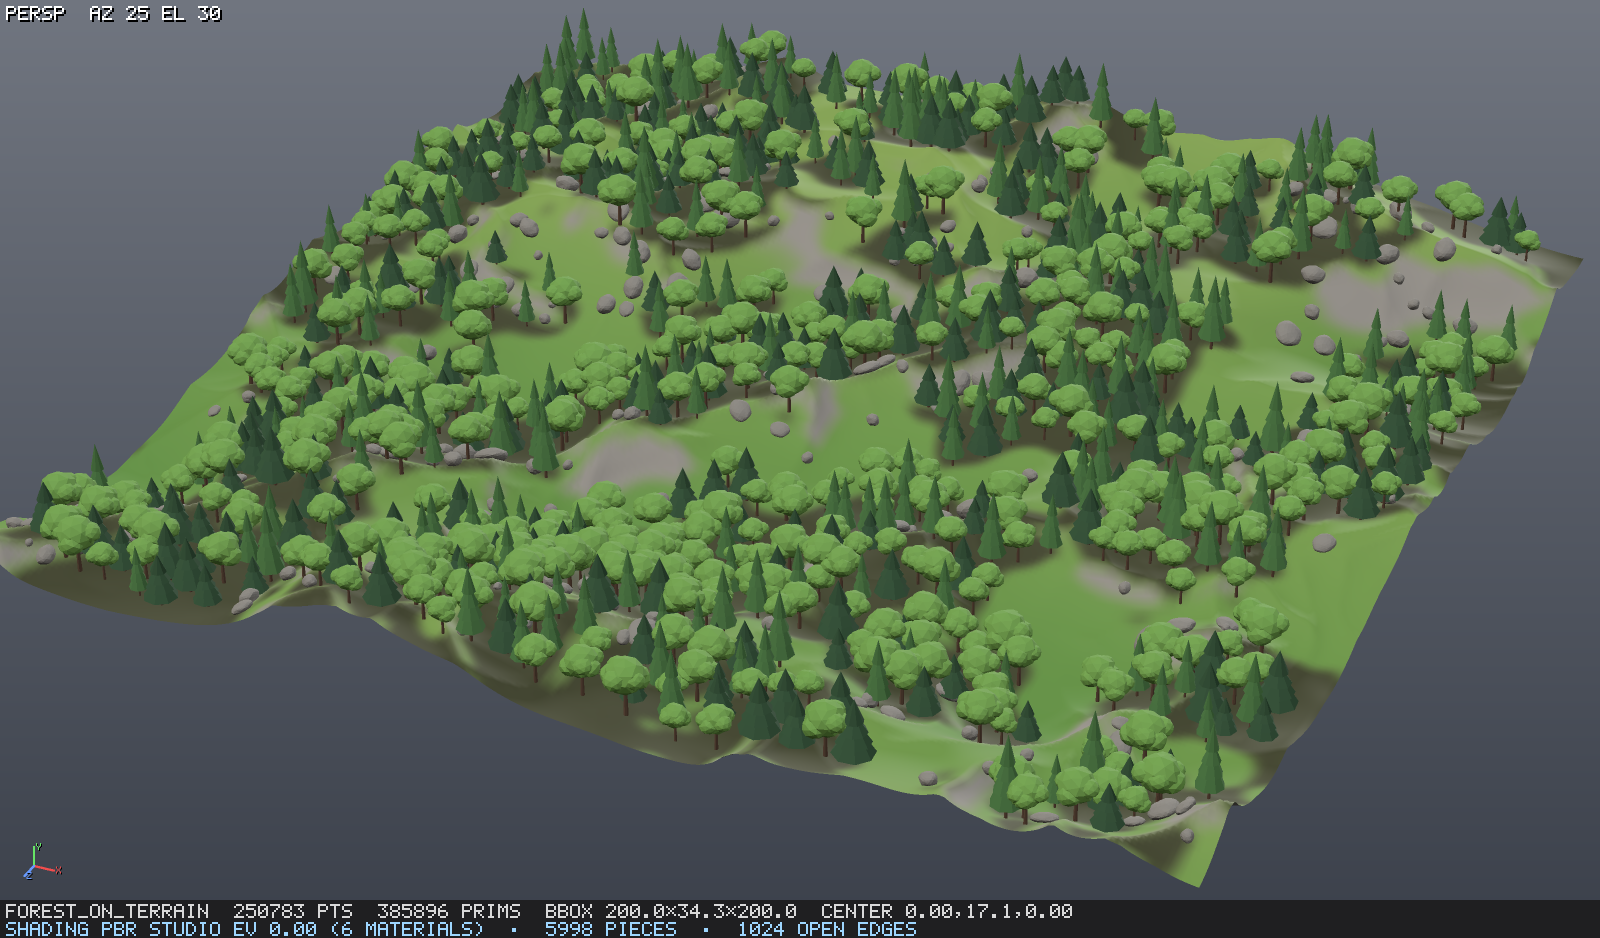 PERSP  AZ 25 EL 30
Y
X
Z
FOREST_ON_TERRAIN  250783 PTS  385896 PRIMS  BBOX 200.0×34.3×200.0  CENTER 0.00,17.1,0.00
SHADING PBR STUDIO EV 0.00 (6 MATERIALS)  ·  5998 PIECES  ·  1024 OPEN EDGES